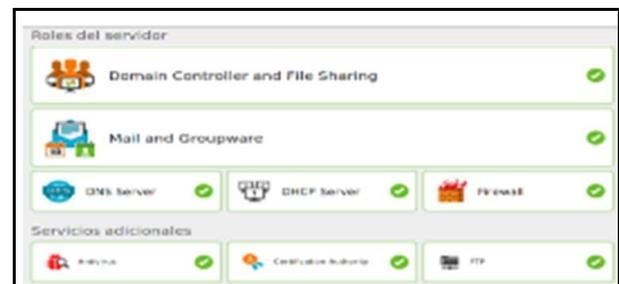 Roles del servidor
Domain Controller and File Sharing
Mail and Groupware
DNS Server DHCP Server Firewall
Servicios adicionales
Antivirus Certification Authority FTP